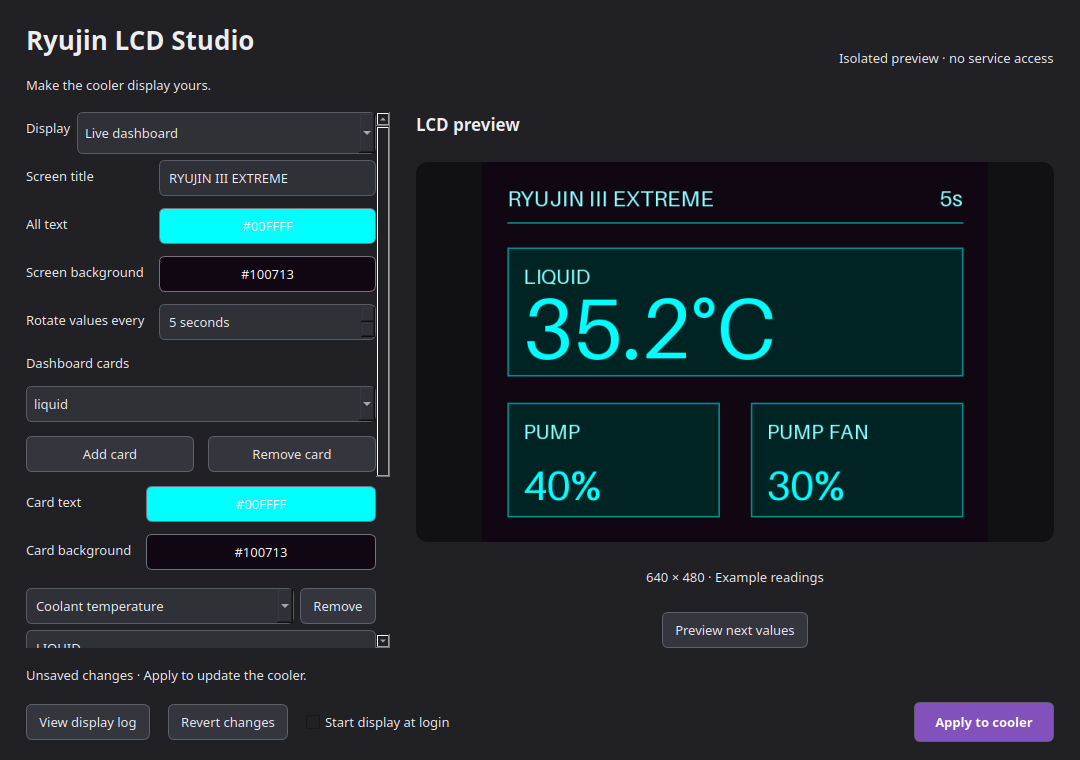 Ryujin LCD Studio
Isolated preview · no service access
Make the cooler display yours.
Display
Live dashboard
Screen title
RYUJIN III EXTREME
All text
#00FFFF
Screen background
#100713
Rotate values every
5 seconds
Dashboard cards
liquid
Add card
Remove card
Card text
#00FFFF
Card background
#100713
Coolant temperature
Remove
LIQUID
LCD preview
RYUJIN III EXTREME
5s
LIQUID
35.2°C
PUMP
40%
PUMP FAN
30%
640 × 480 · Example readings
Preview next values
Unsaved changes · Apply to update the cooler.
View display log
Revert changes
Start display at login
Apply to cooler